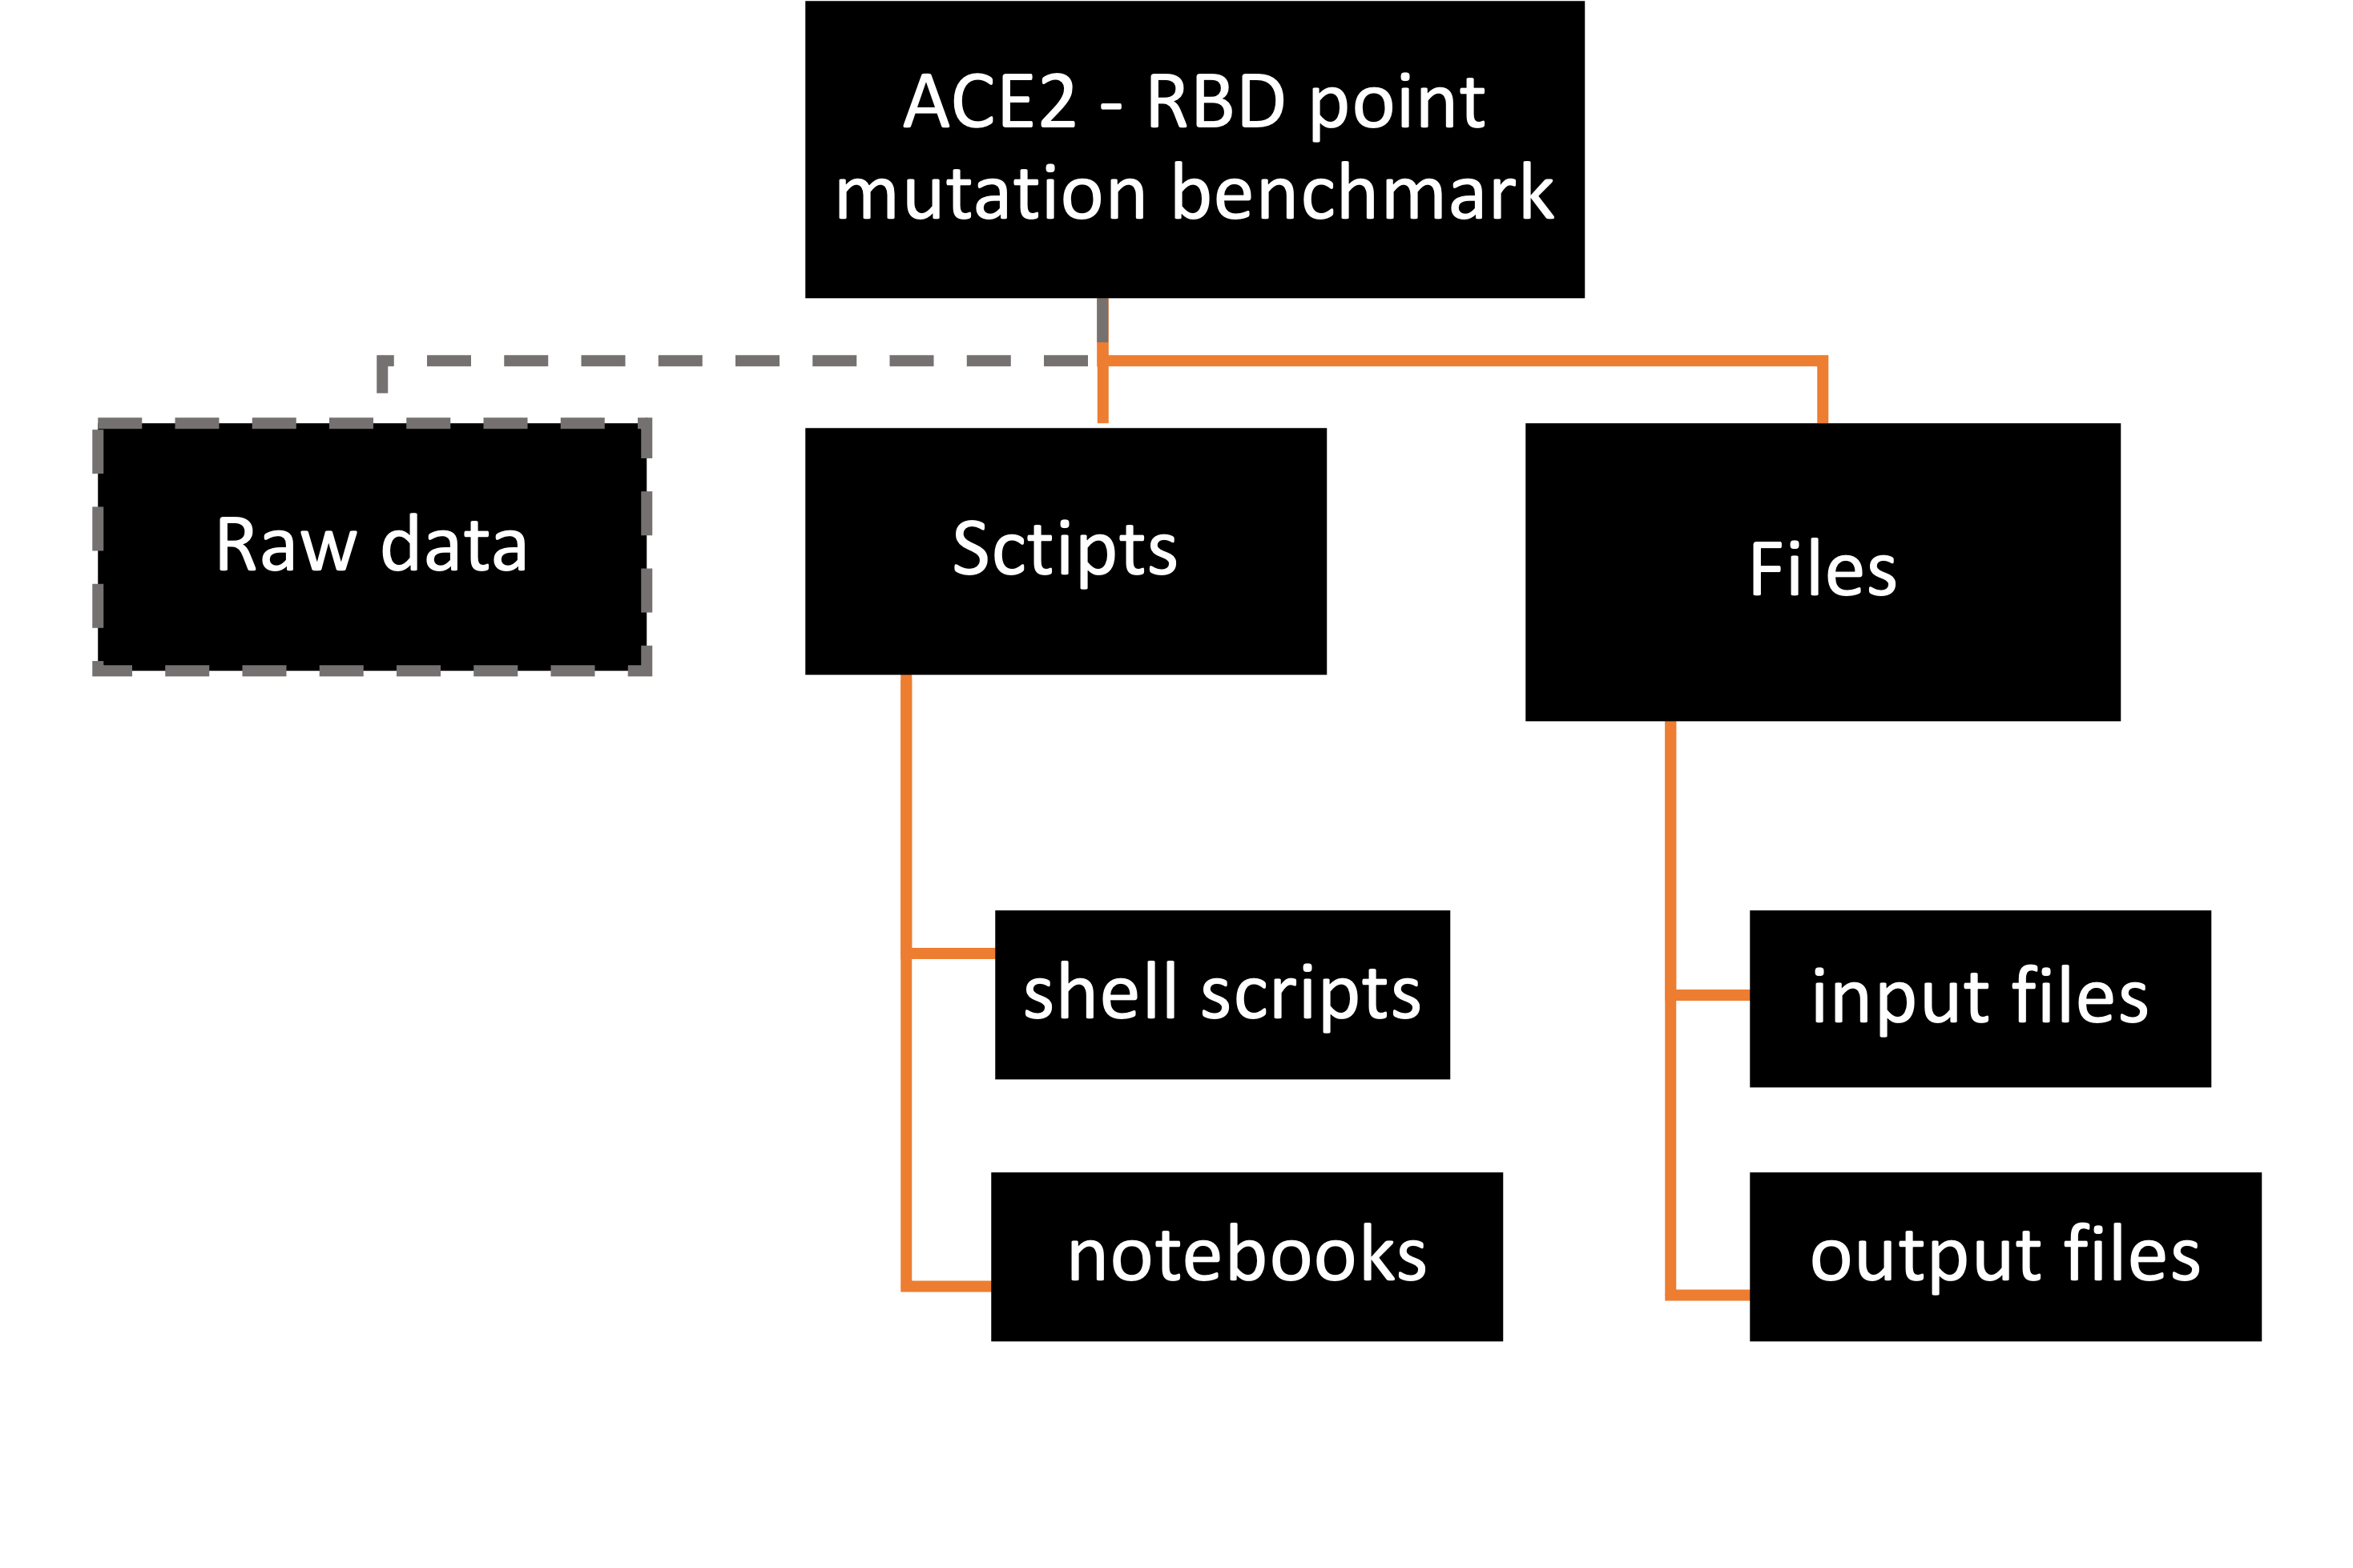 ACE2 - RBD point
mutation benchmark
Raw data
Sctipts
Files
shell scripts
input files
notebooks
output files